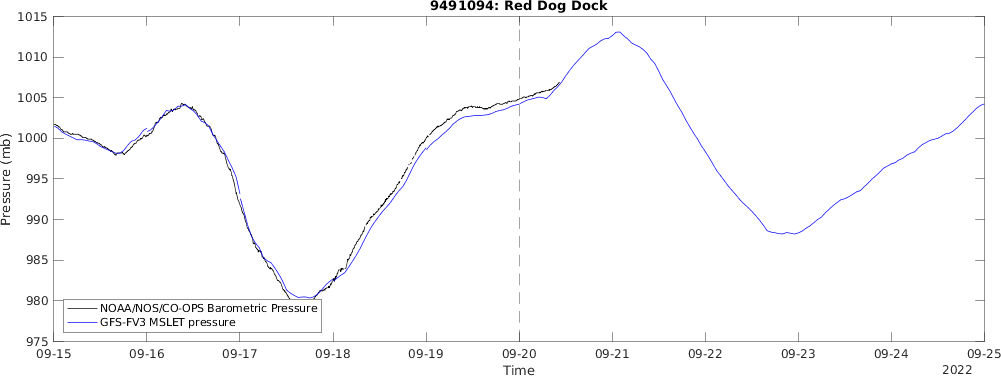 9491094: Red Dog Dock
1015
1010
1005
1000
995
990
985
980
975
Pressure (mb)
NOAA/NOS/CO-OPS Barometric Pressure
GFS-FV3 MSLET pressure
09-15 09-16 09-17 09-18 09-19 09-20 09-21 09-22 09-23 09-24 09-25
Time
2022